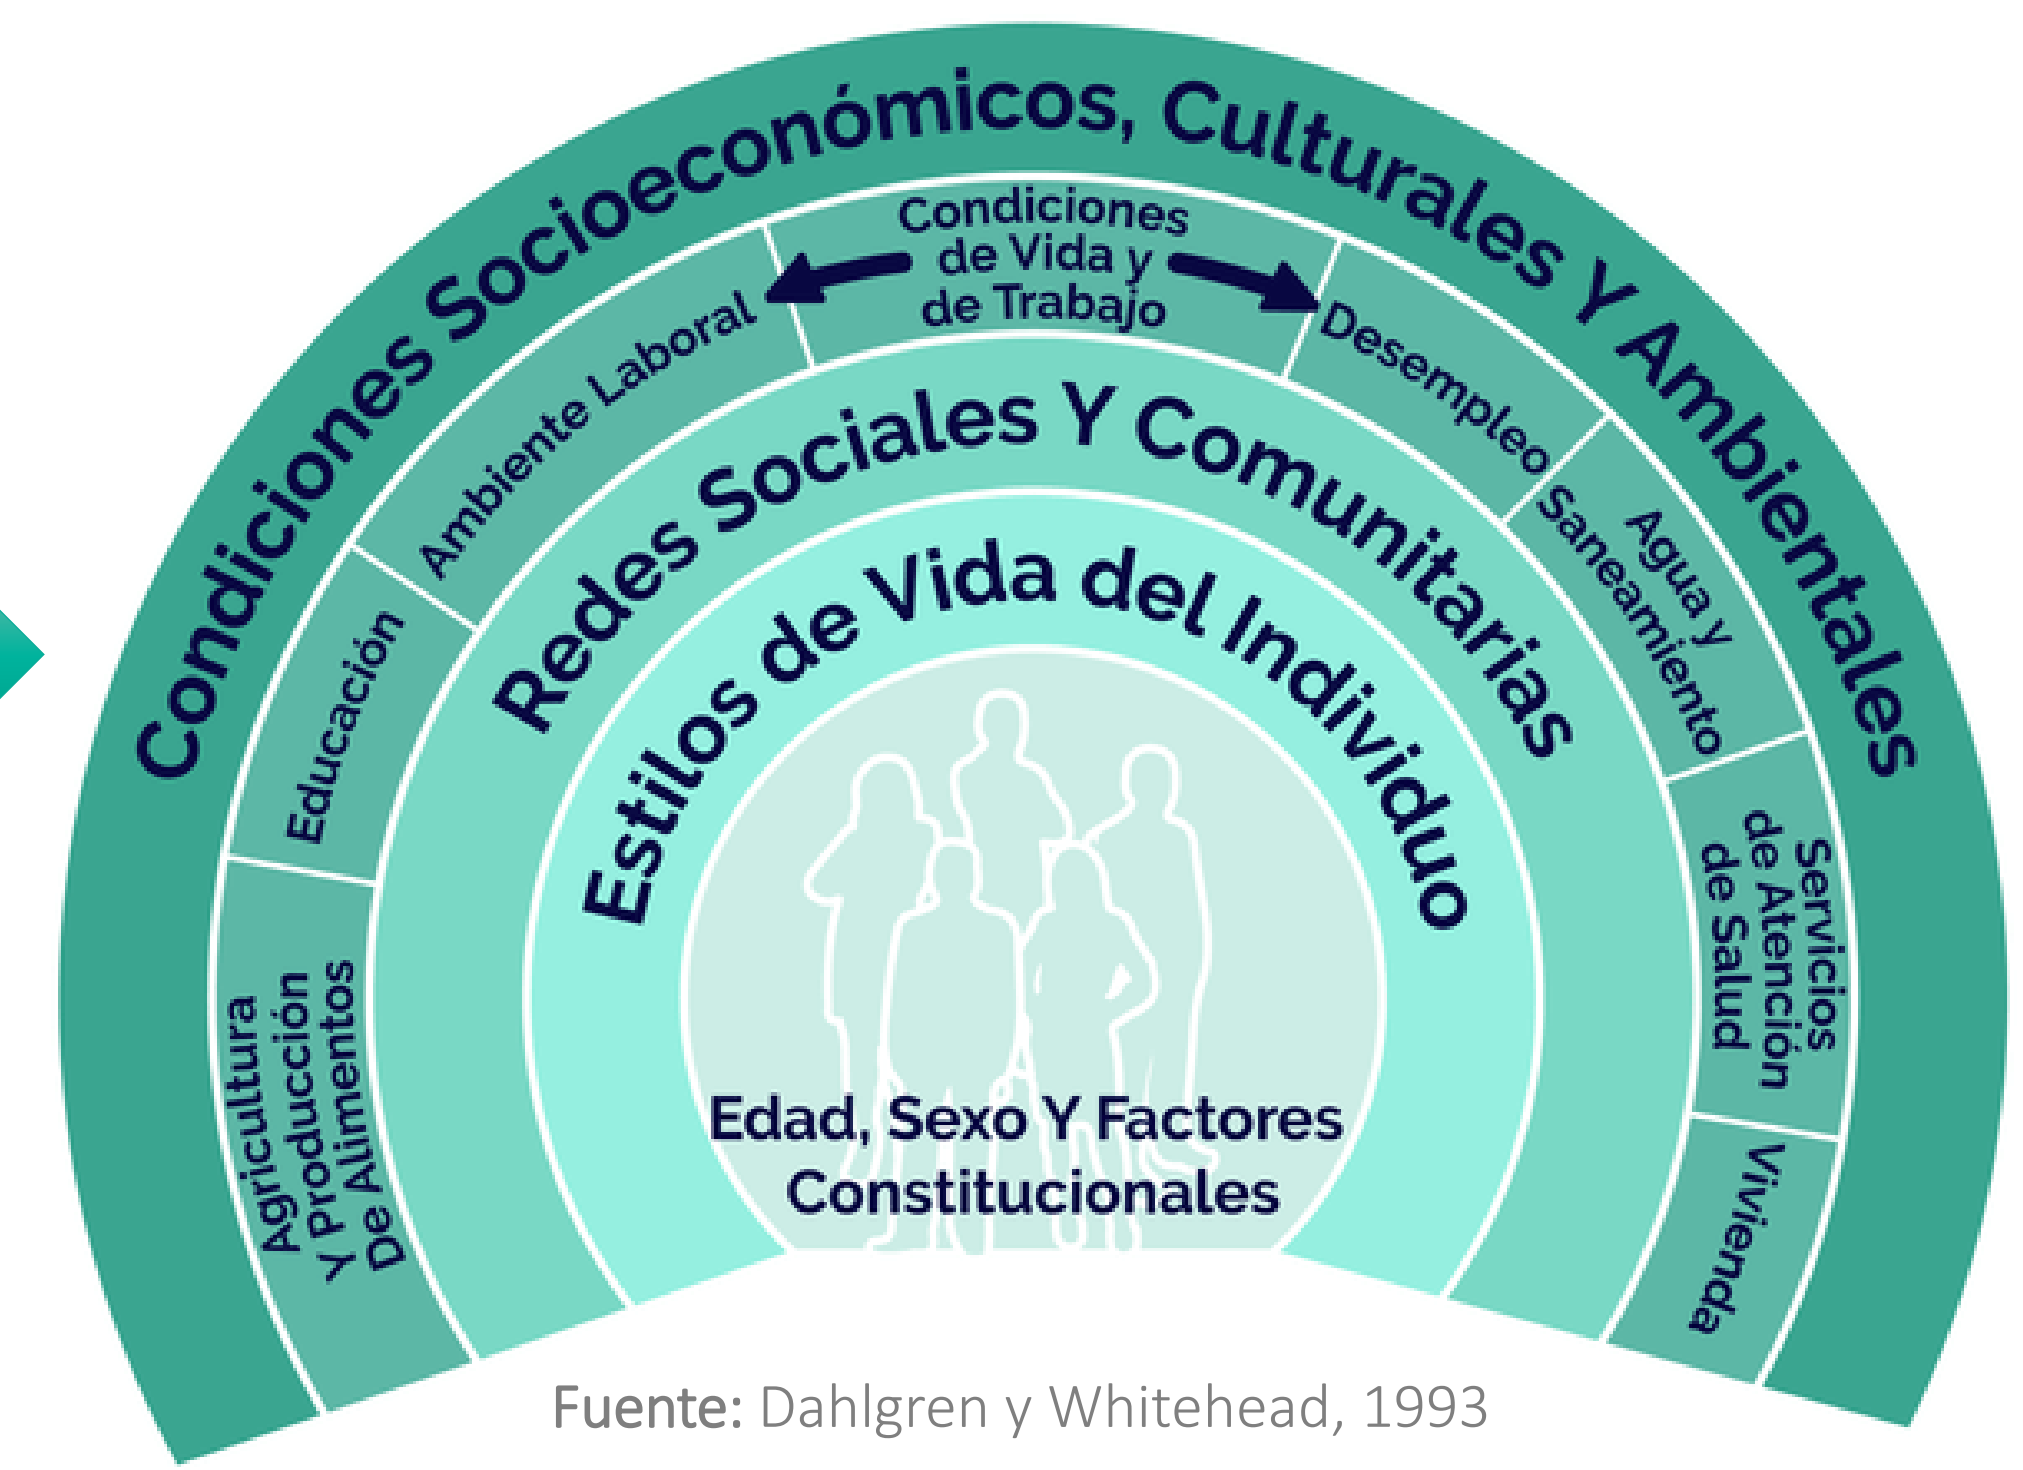 Condiciones Socioeconómicos, Culturales Y Ambientales
Condiciones
de Vida y
de Trabajo
Ambiente Laboral
Desempleo
Educación
Agua y
Saneamiento
Agricultura
Y Producción
De Alimentos
Servicios
de Atención
de Salud
Vivienda
Redes Sociales Y Comunitarias
Estilos de Vida del Individuo
Edad, Sexo Y Factores
Constitucionales
Fuente: Dahlgren y Whitehead, 1993